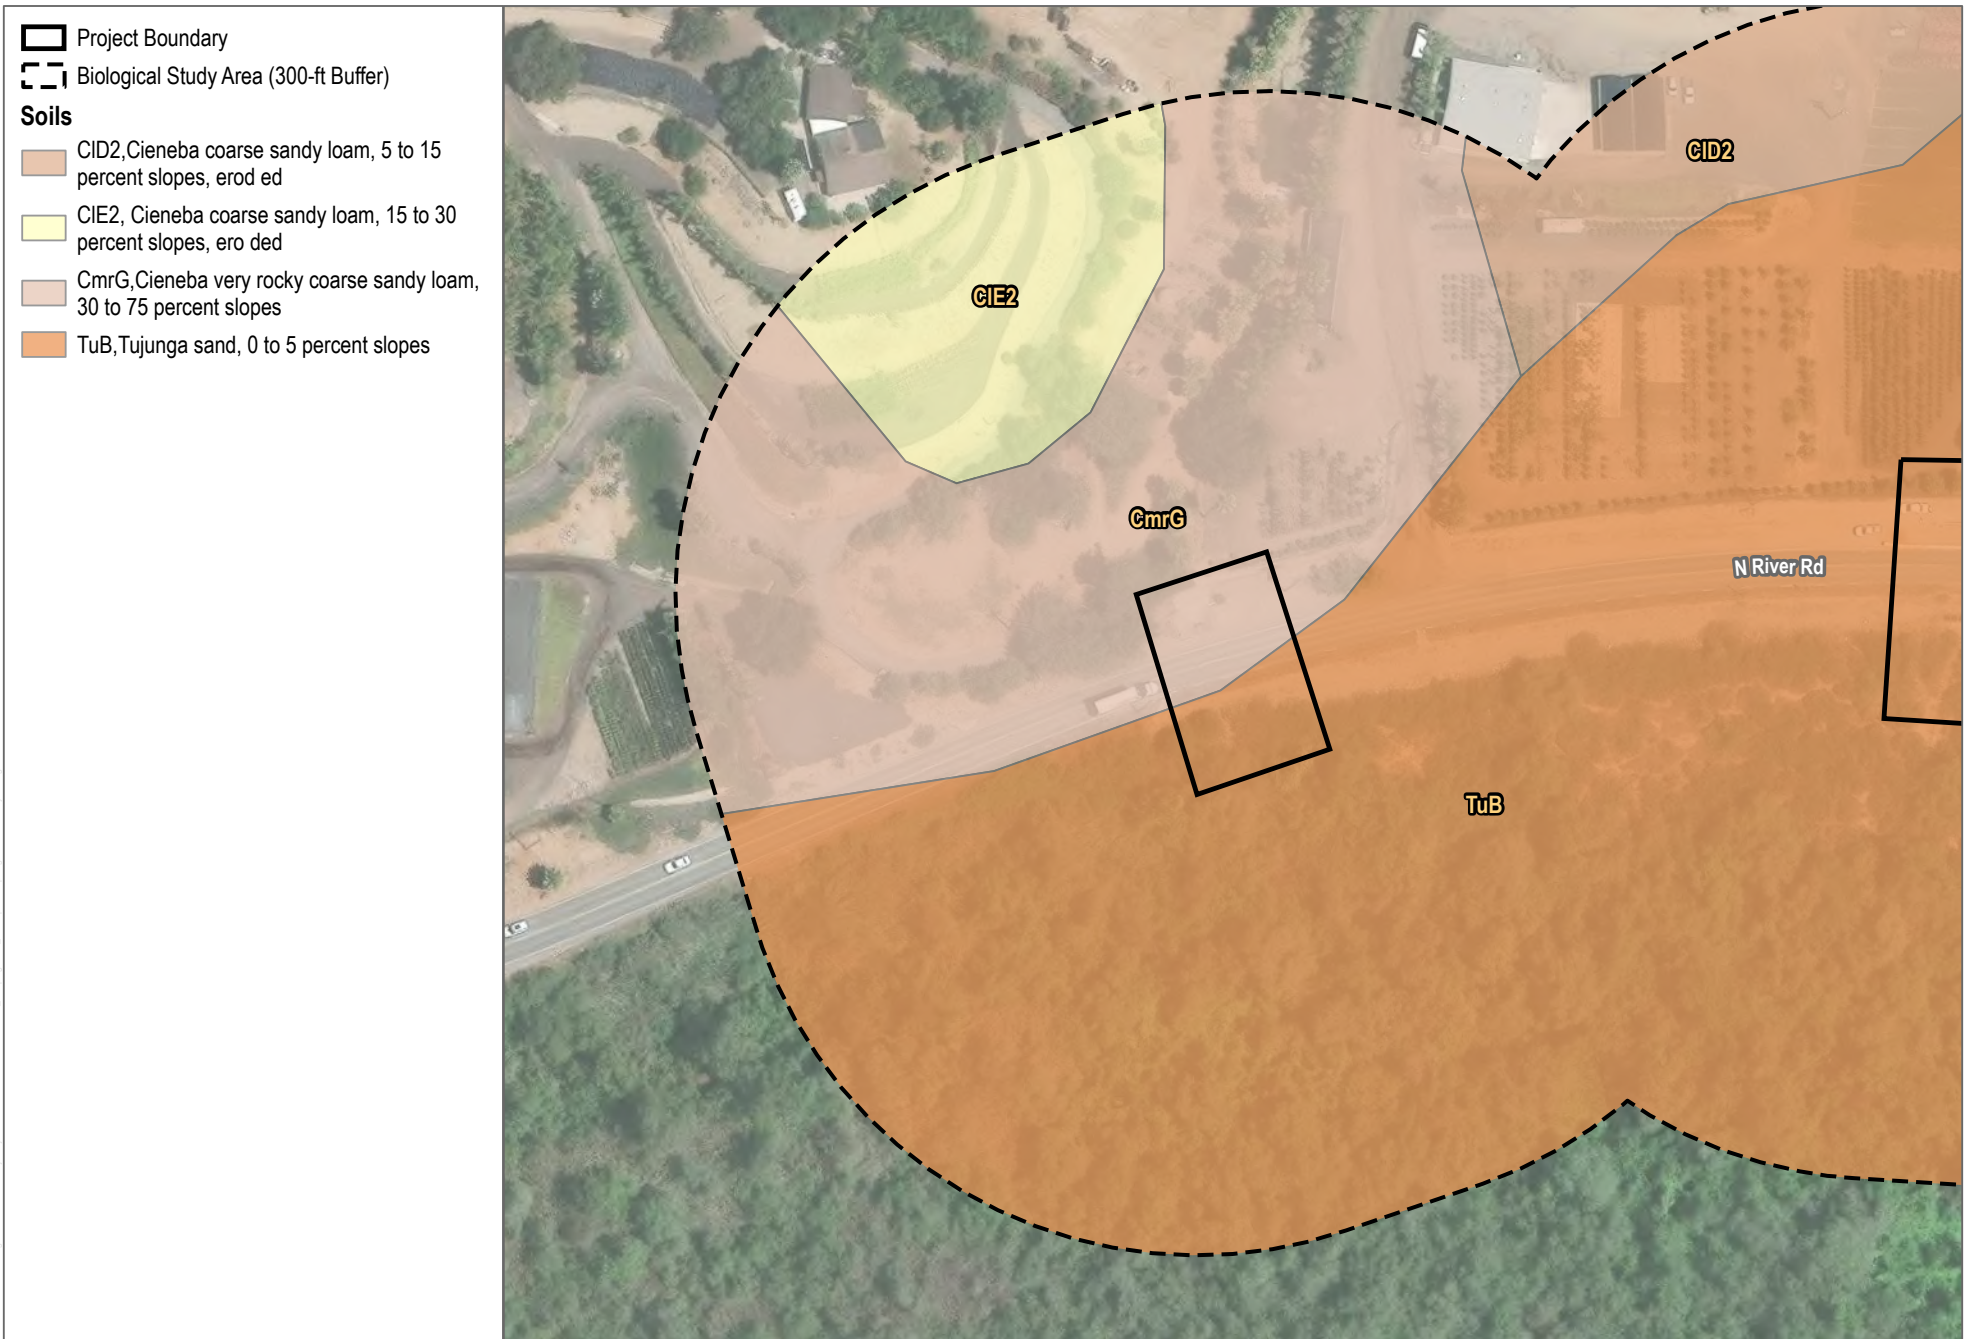 Project Boundary
Biological Study Area (300-ft Buffer)
Soils
ClD2,Cieneba coarse sandy loam, 5 to 15
percent slopes, erod ed
ClE2, Cieneba coarse sandy loam, 15 to 30
percent slopes, ero ded
CmrG,Cieneba very rocky coarse sandy loam,
30 to 75 percent slopes
TuB,Tujunga sand, 0 to 5 percent slopes
ClD2
ClE2
CmrG
N River Rd
TuB